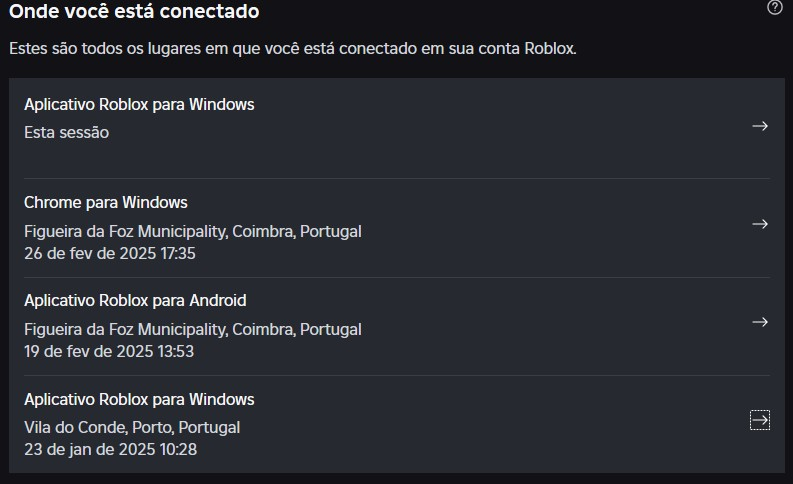 Onde você está conectado
Estes são todos os lugares em que você está conectado em sua conta Roblox.
Aplicativo Roblox para Windows
Esta sessão
Chrome para Windows
Figueira da Foz Municipality, Coimbra, Portugal
26 de fev de 2025 17:35
Aplicativo Roblox para Android
Figueira da Foz Municipality, Coimbra, Portugal
19 de fev de 2025 13:53
Aplicativo Roblox para Windows
Vila do Conde, Porto, Portugal
23 de jan de 2025 10:28